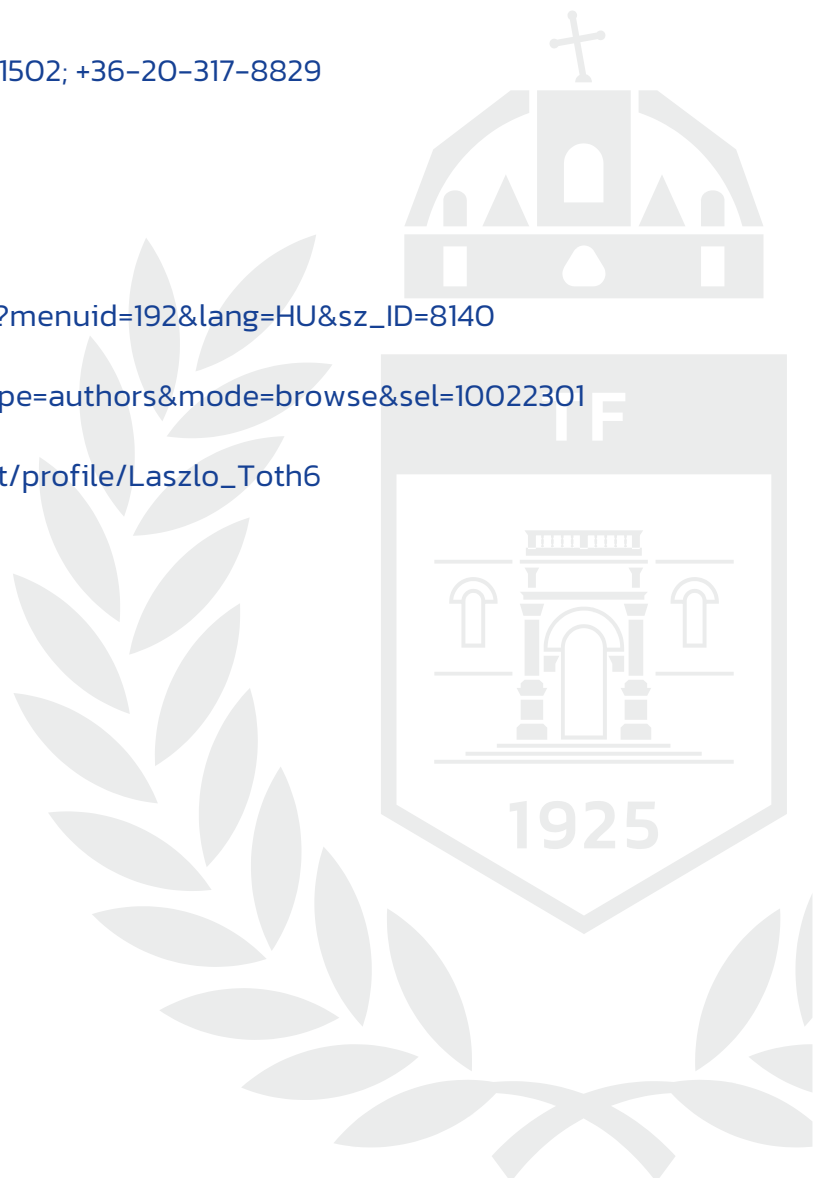 1502; +36-20-317-8829
?menuid=192&lang=HU&sz_ID=8140
pe=authors&mode=browse&sel=10022301
TF
t/profile/Laszlo_Toth6
1925